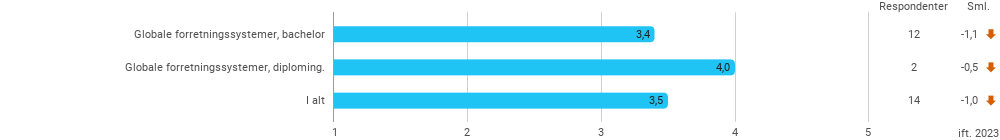 Respondenter Sml.
Globale forretningssystemer, bachelor 3,4 12 -1,1
Globale forretningssystemer, diploming. 4,0 2 -0,5
I alt 3,5 14 -1,0
1 2 3 4 5 ift. 2023